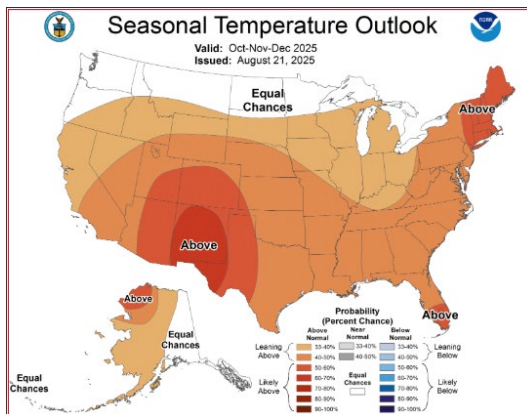 NOAA
Seasonal Temperature Outlook
Valid: Oct-Nov-Dec 2025
Issued: August 21, 2025
Equal
Chances
Above
Above
Above
Above
Equal
Chances
Equal
Chances
Probability
(Percent Chance)
Above
Normal
Near
Normal
Below
Normal
Leaning
Above
33-40%
40-50%
33-40%
40-50%
33-40%
40-50%
Leaning
Below
Likely
Above
50-60%
60-70%
70-80%
80-90%
90-100%
Equal
Chances
50-60%
60-70%
70-80%
80-90%
90-100%
Likely
Below